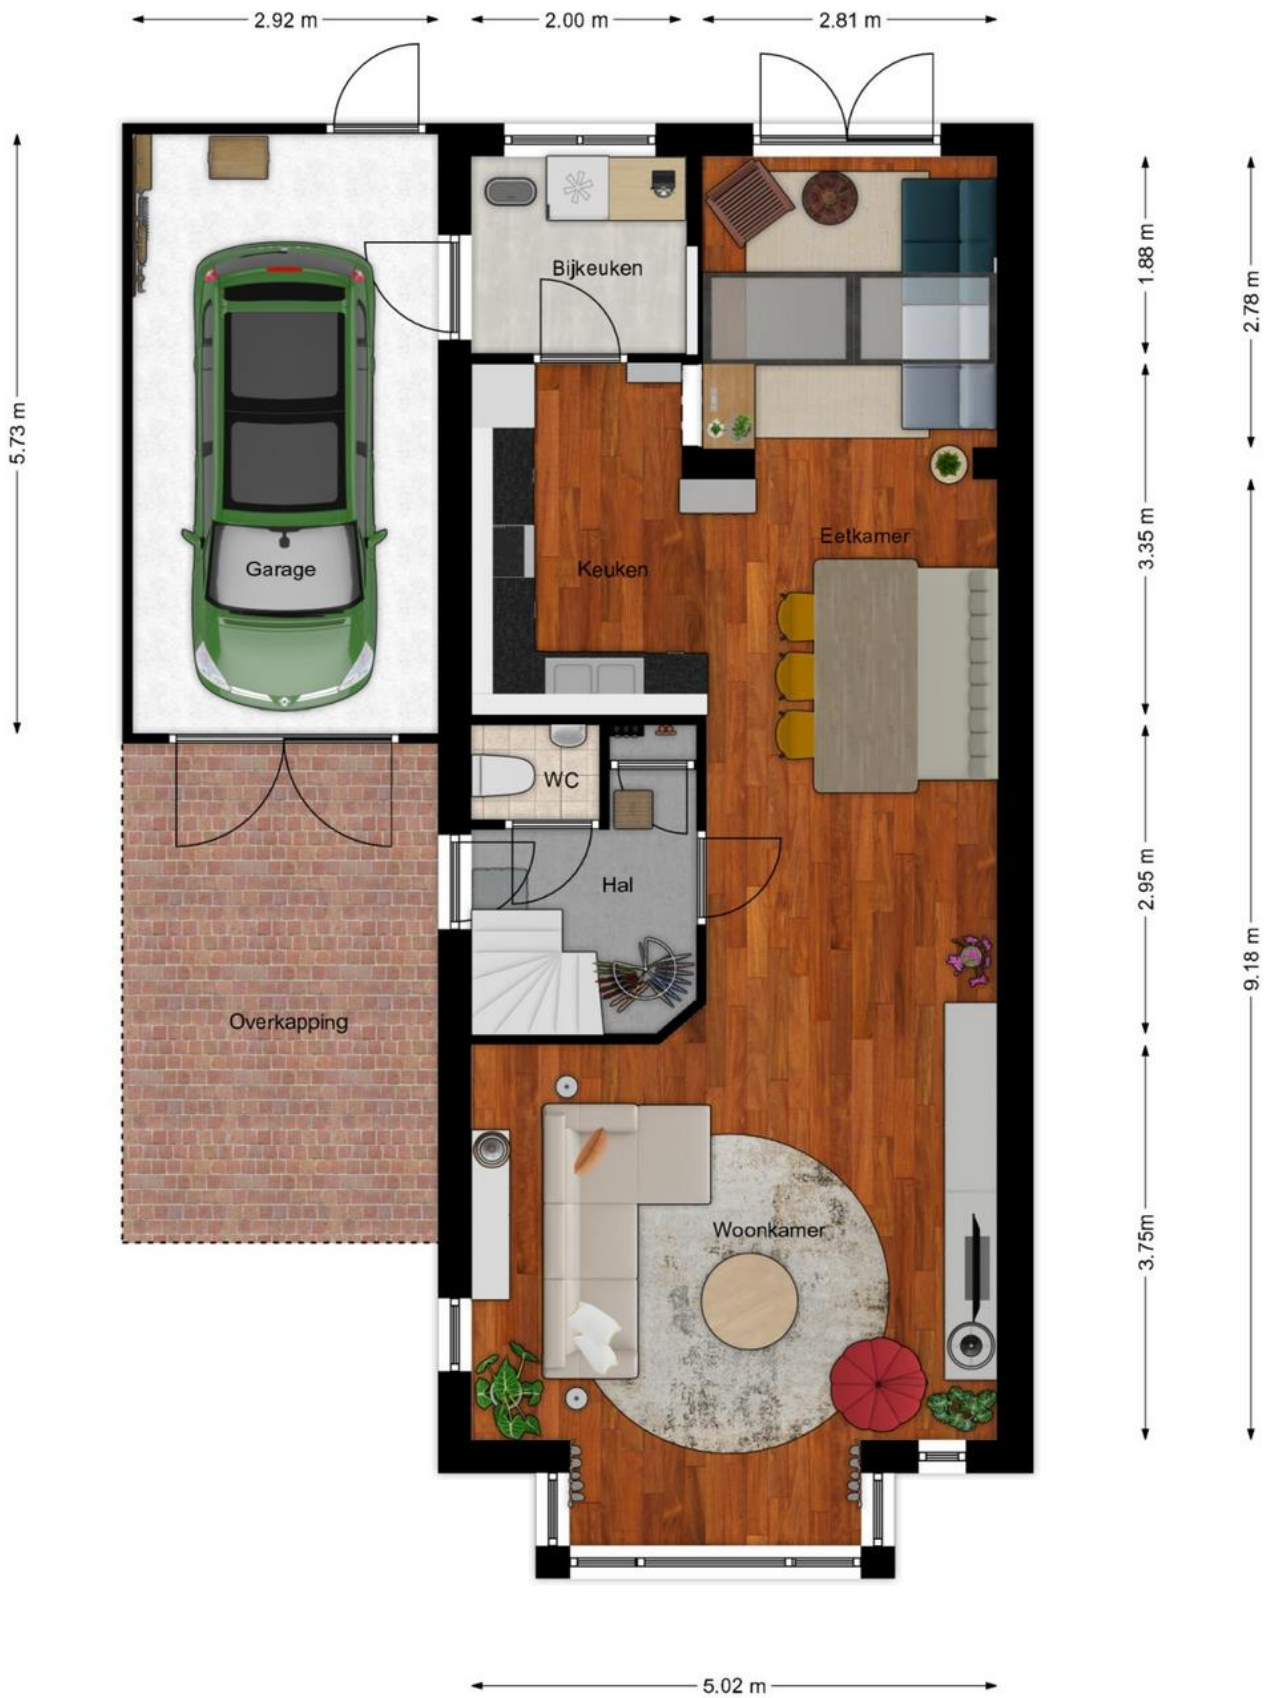 2.92 m
2.00 m
2.81 m
Bijkeuken
1.88 m
2.78 m
5.73 m
Garage
Keuken
Eetkamer
3.35 m
WC
Hal
2.95 m
9.18 m
Overkapping
Woonkamer
3.75m
5.02 m